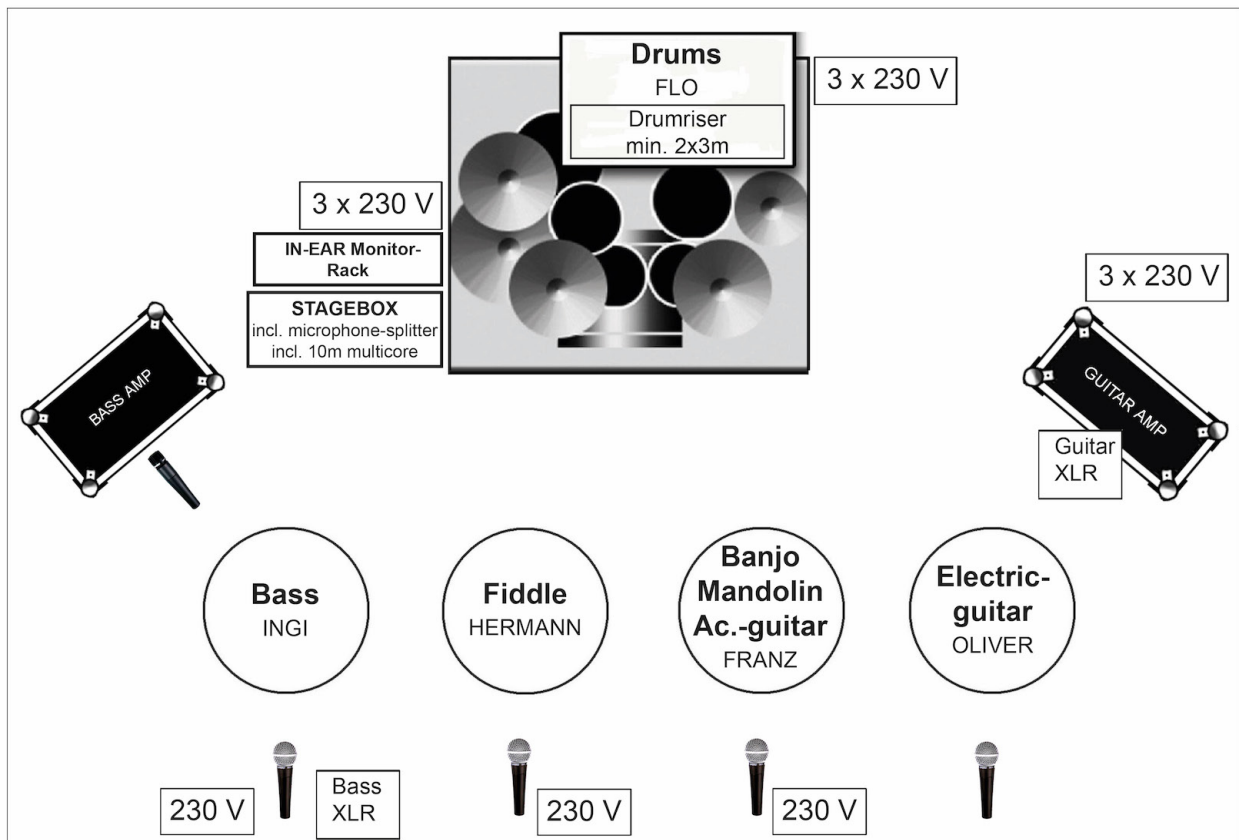 Drums
FLO
Drumriser
min. 2x3m
3 x 230 V
3 x 230 V
IN-EAR Monitor-
Rack
STAGEBOX
incl. microphone-splitter
incl. 10m multicore
3 x 230 V
BASS AMP
GUITAR AMP
Guitar
XLR
Bass
INGI
Fiddle
HERMANN
Banjo
Mandolin
Ac.-guitar
FRANZ
Electric-
guitar
OLIVER
230 V
Bass
XLR
230 V
230 V